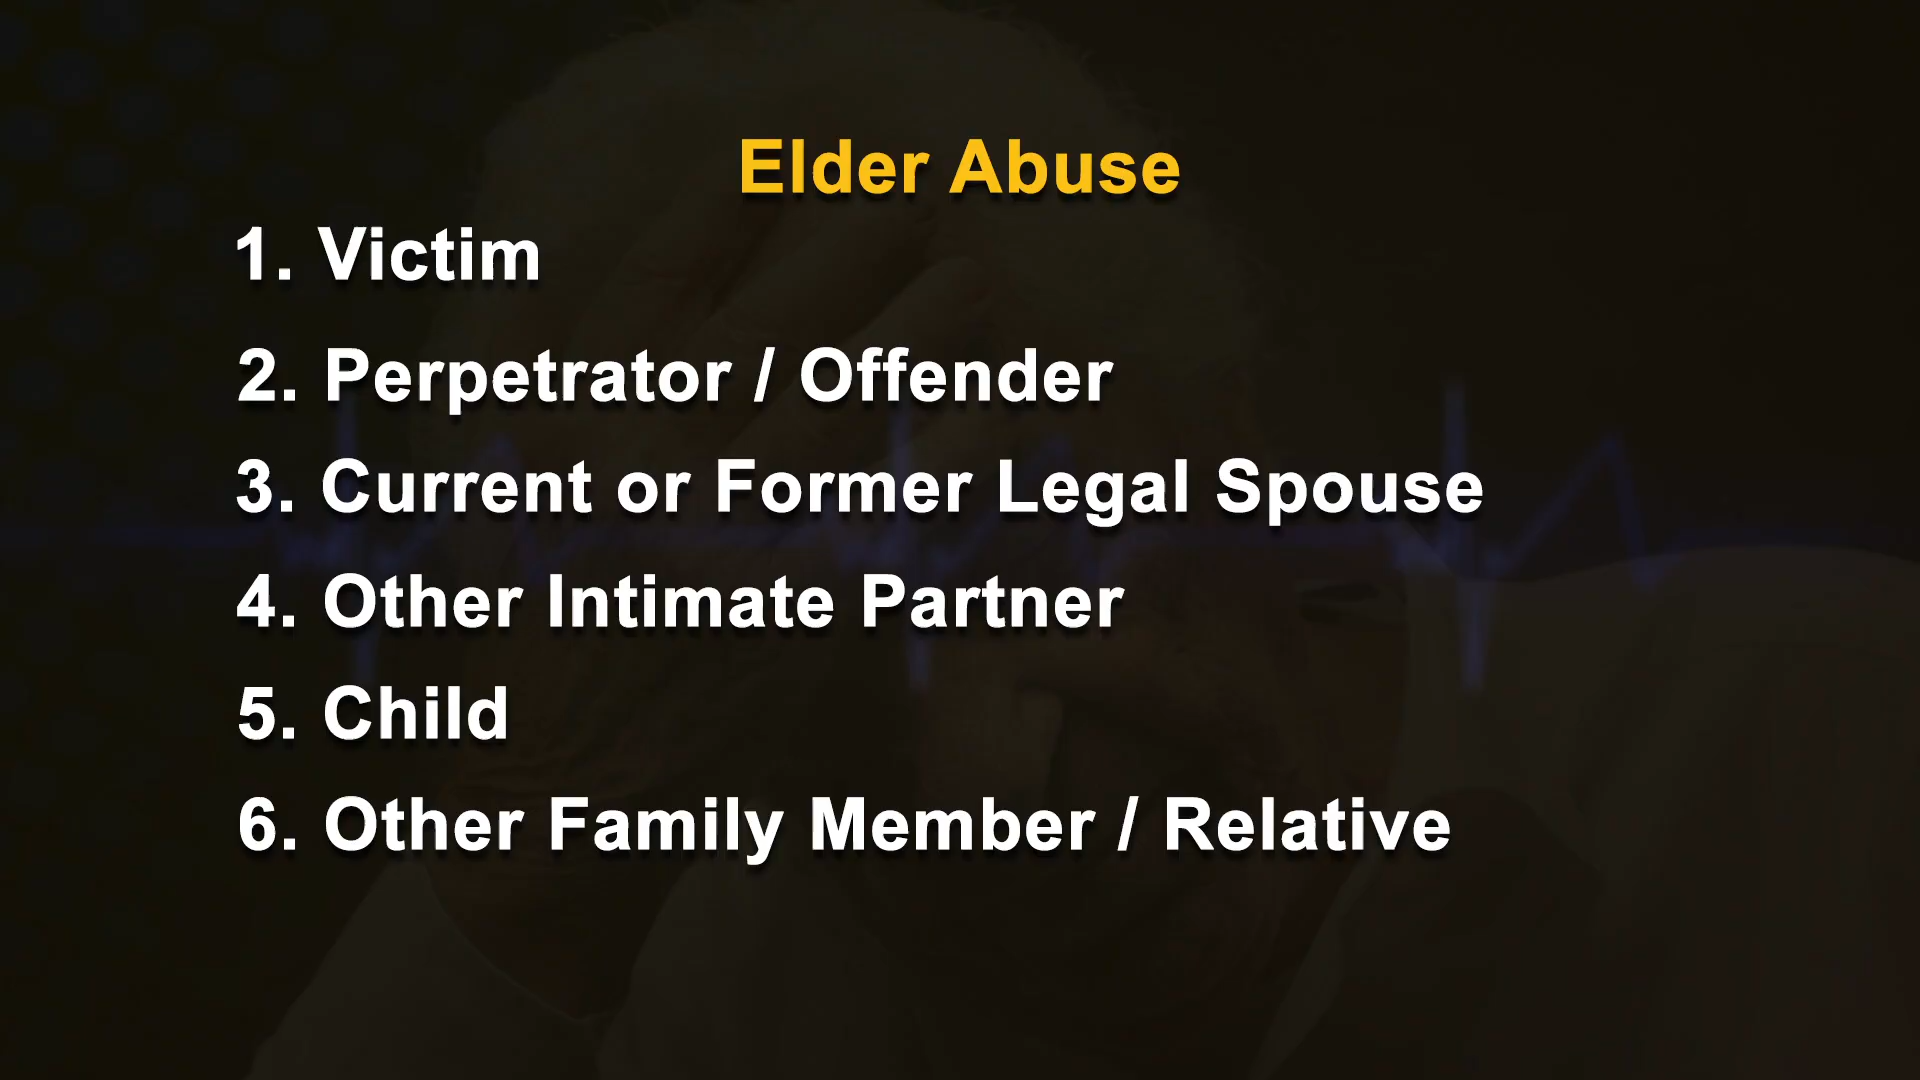 Elder Abuse
1. Victim
2. Perpetrator / Offender
3. Current or Former Legal Spouse
4. Other Intimate Partner
5. Child
6. Other Family Member / Relative